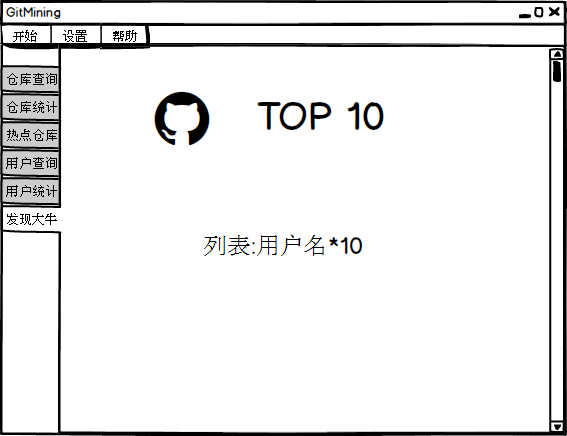 GitMining
开始 设置 帮助
仓库查询
仓库统计
热点仓库
用户查询
用户统计
发现大牛
TOP 10
列表:用户名*10